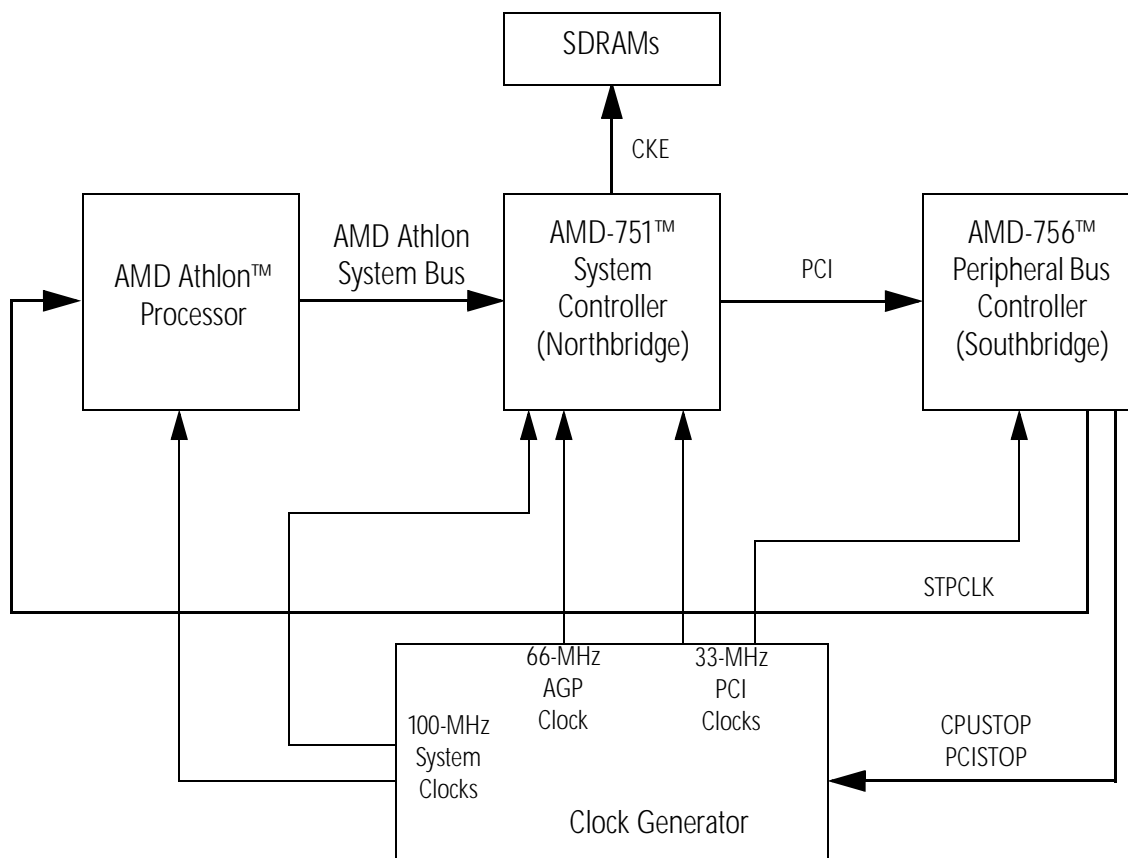 SDRAMs
CKE
AMD Athlon™
Processor
AMD Athlon
System Bus
AMD-751™
System
Controller
(Northbridge)
PCI
AMD-756™
Peripheral Bus
Controller
(Southbridge)
STPCLK
66-MHz
AGP
Clock
33-MHz
PCI
Clocks
100-MHz
System
Clocks
CPUSTOP
PCISTOP
Clock Generator